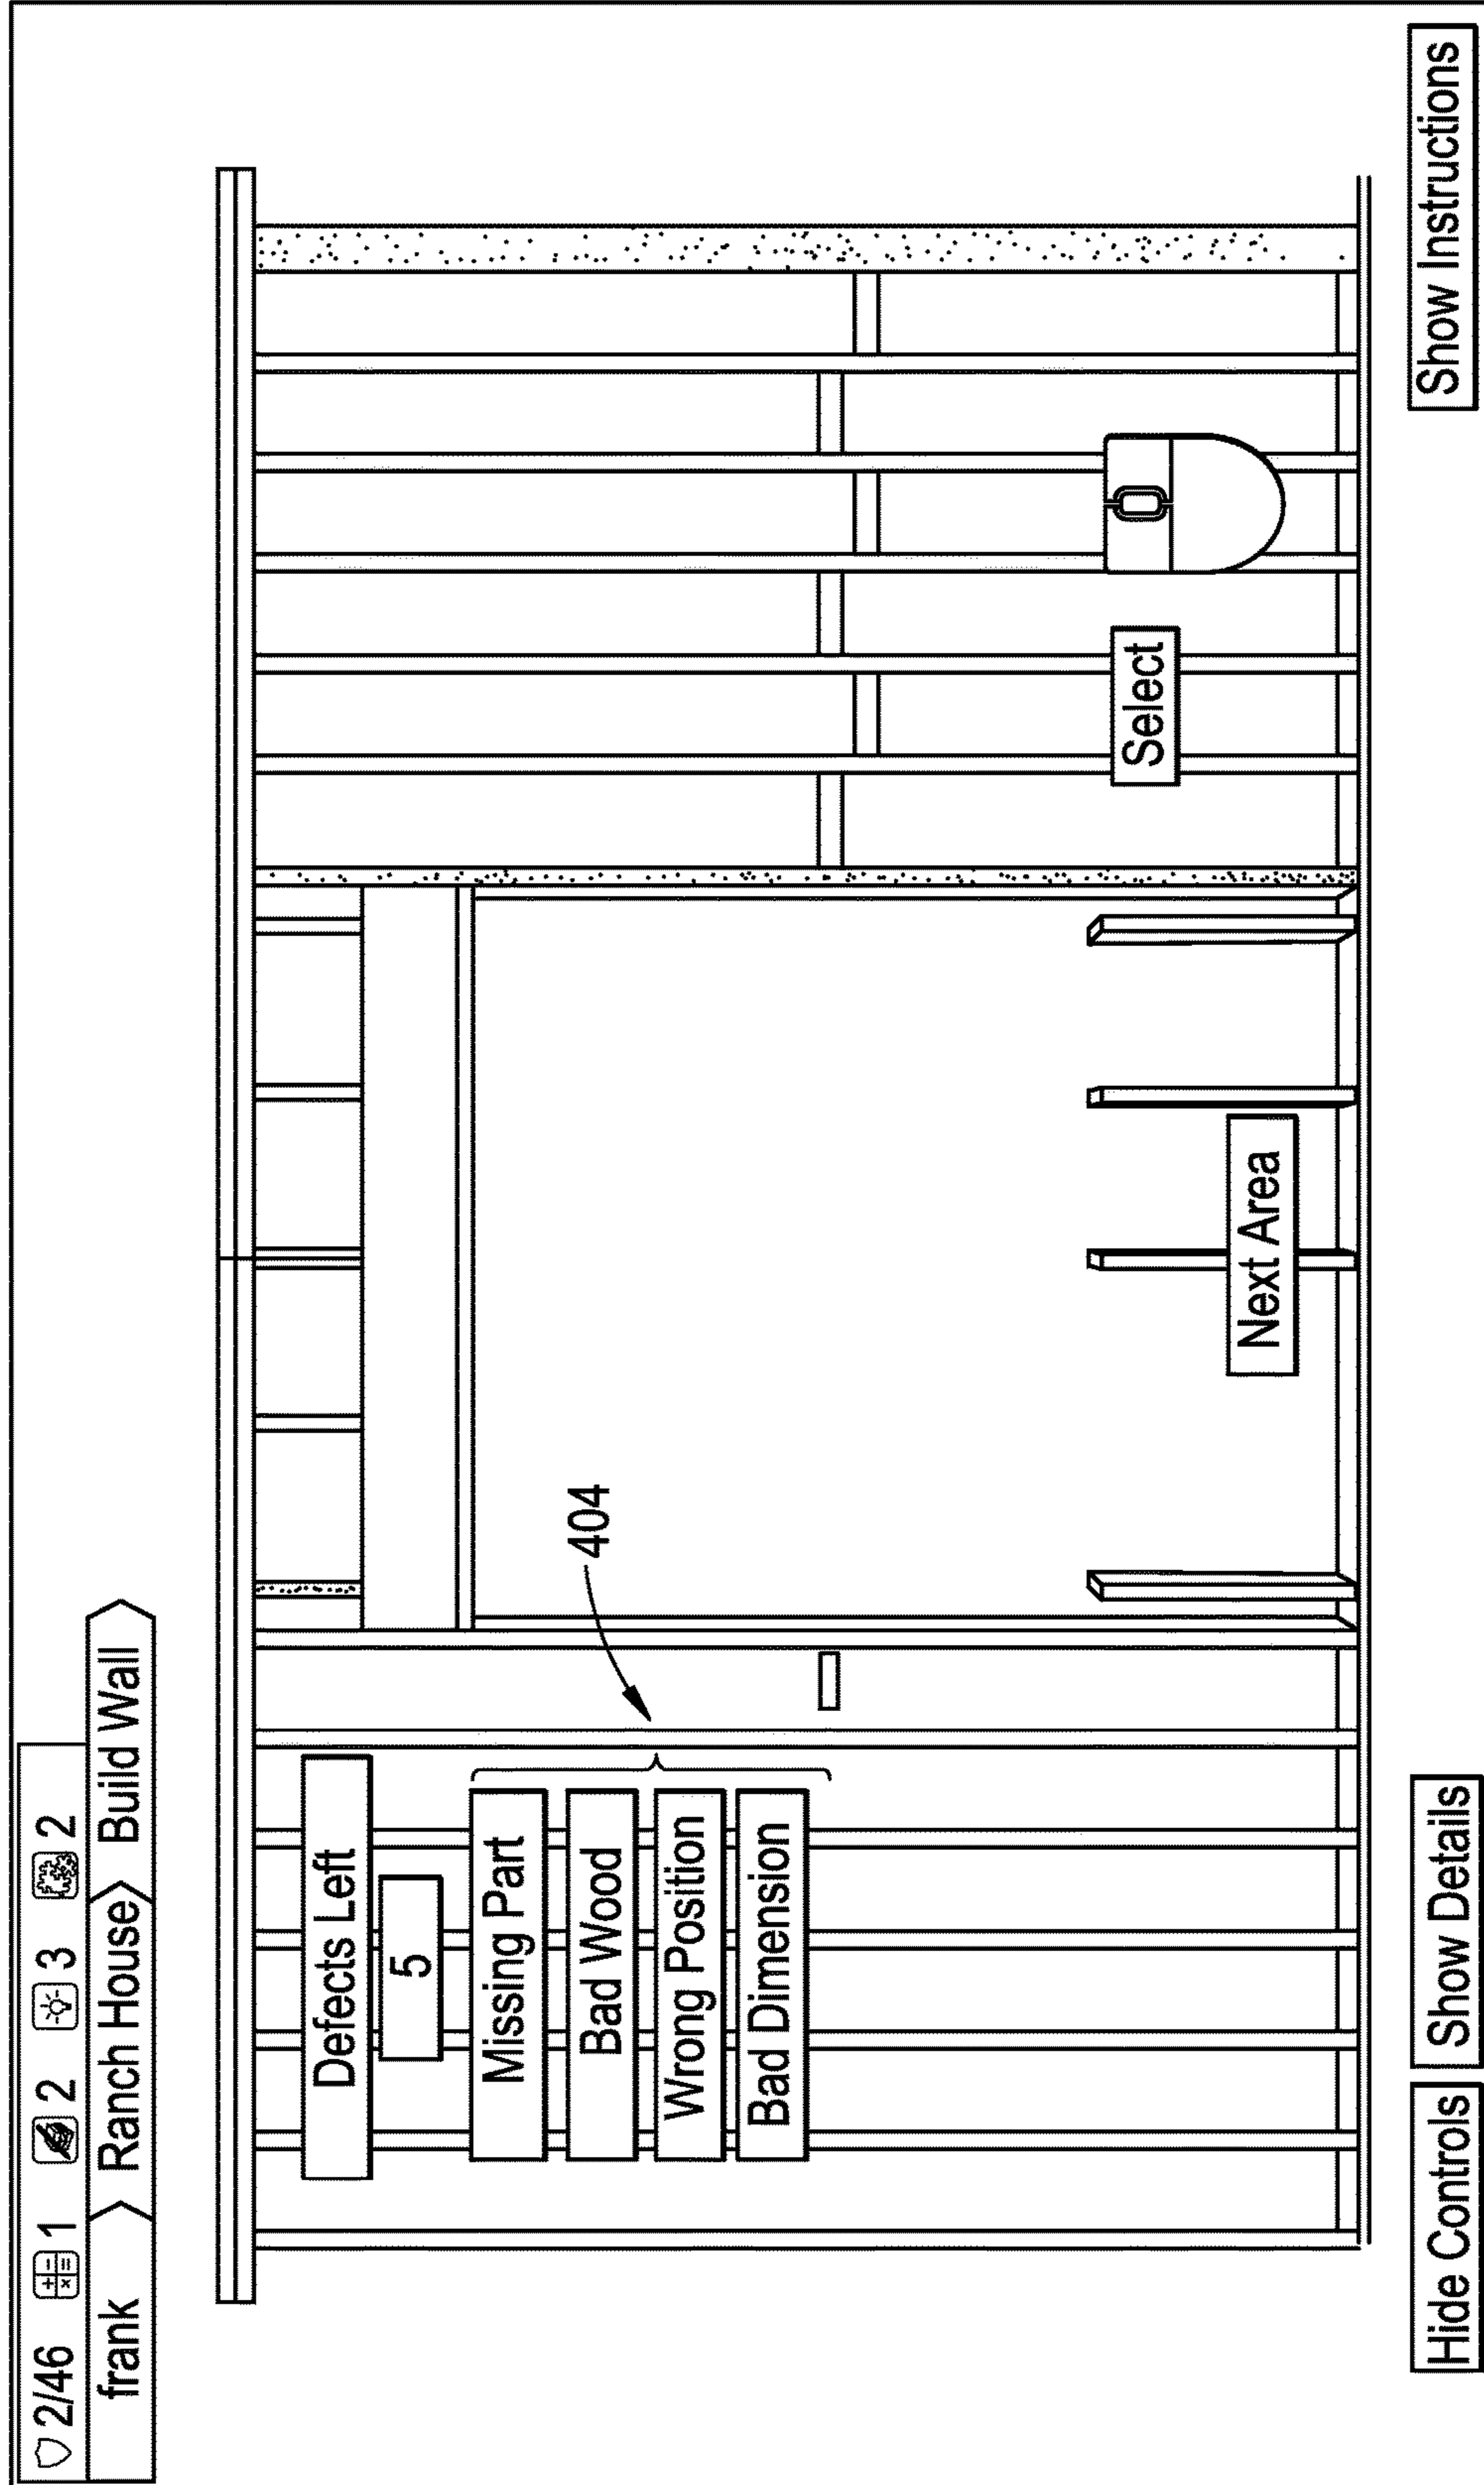 2/46 1 2 3 2
frank Ranch House Build Wall
Defects Left
5
Missing Part
Bad Wood
Wrong Position
Bad Dimension
404
Select
Next Area
Hide Controls Show Details Show Instructions